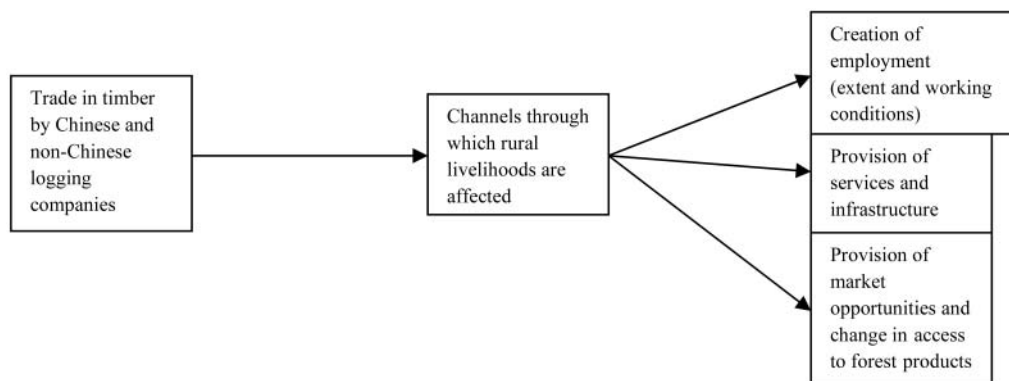 Trade in timber
by Chinese and
non-Chinese
logging
companies
Channels through
which rural
livelihoods are
affected
Creation of
employment
(extent and working
conditions)
Provision of
services and
infrastructure
Provision of
market
opportunities and
change in access
to forest products